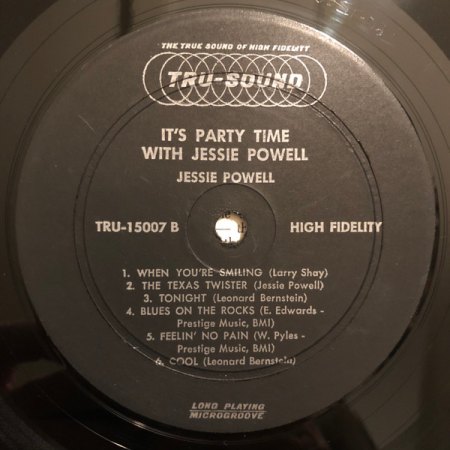 THE TRUE SOUND OF HIGH FIDELITY
TRU-SOUND
IT'S PARTY TIME
WITH JESSIE POWELL
JESSIE POWELL
TRU-15007 B
HIGH FIDELITY
1. WHEN YOU'RE SMILING (Larry Shay)
2. THE TEXAS TWISTER (Jessie Powell)
3. TONIGHT (Leonard Bernstein)
4. BLUES ON THE ROCKS (E. Edwards -
Prestige Music, BMI)
5. FEELIN' NO PAIN (W. Pyles -
Prestige Music, BMI)
6. COOL (Leonard Bernstein)
LONG PLAYING
MICROGROOVE